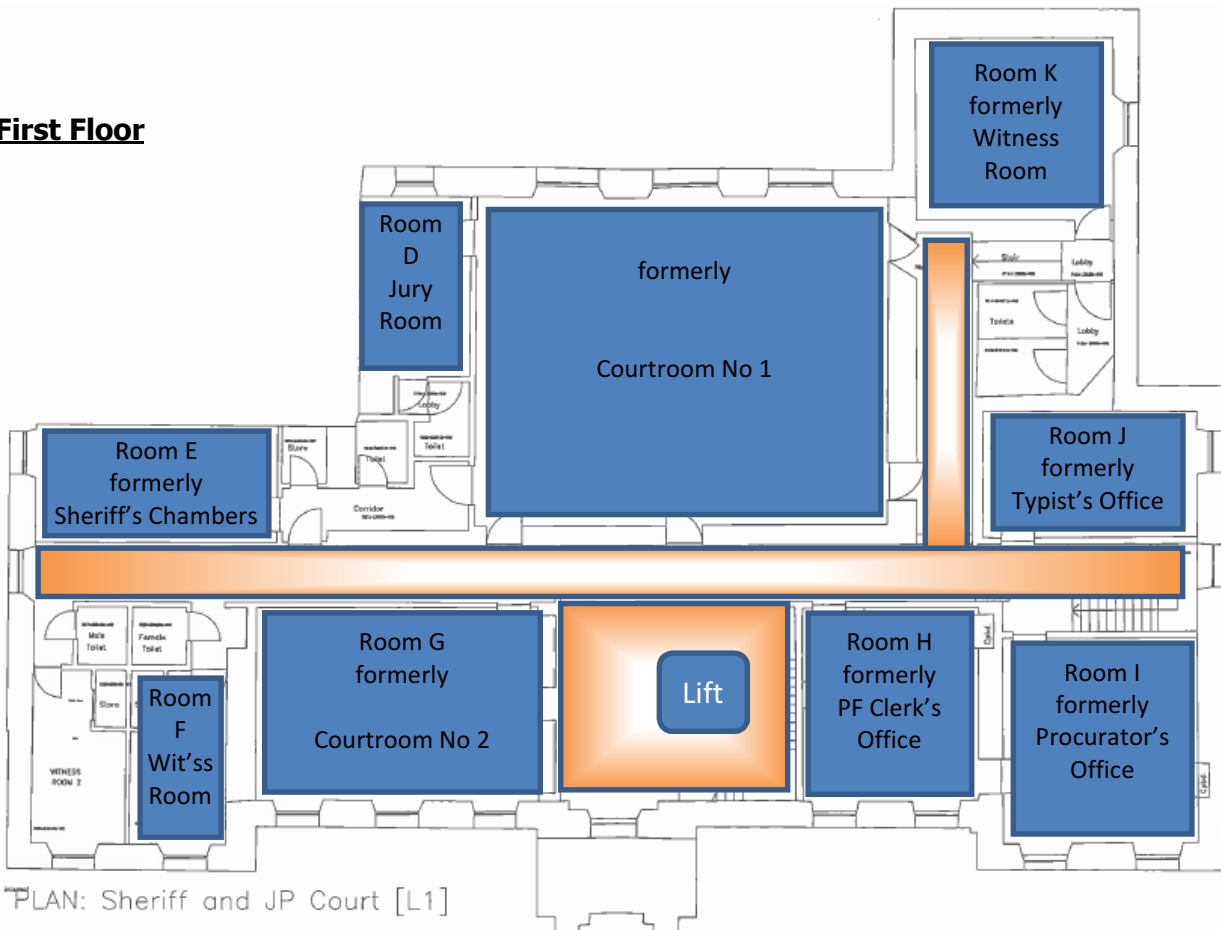 First Floor
Room K
formerly
Witness
Room
Room
D
Jury
Room
formerly
Courtroom No 1
Stair
Lobby
Toilets
Lobby
Lobby
Toilet
Toilet
Store
Corridor
Room E
formerly
Sheriff’s Chambers
Room J
formerly
Typist’s Office
Male
Toilet
Female
Toilet
Store
WITNESS
ROOM 2
Room
F
Wit’ss
Room
Room G
formerly
Courtroom No 2
Lift
Room H
formerly
PF Clerk’s
Office
Cpbd.
Room I
formerly
Procurator’s
Office
Cpbd.
PLAN: Sheriff and JP Court [L1]